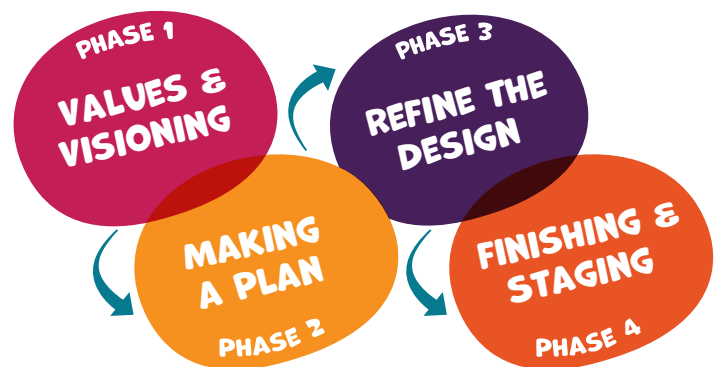 PHASE 1
VALUES &
VISIONING
MAKING
A PLAN
PHASE 2
PHASE 3
REFINE THE
DESIGN
FINISHING &
STAGING
PHASE 4